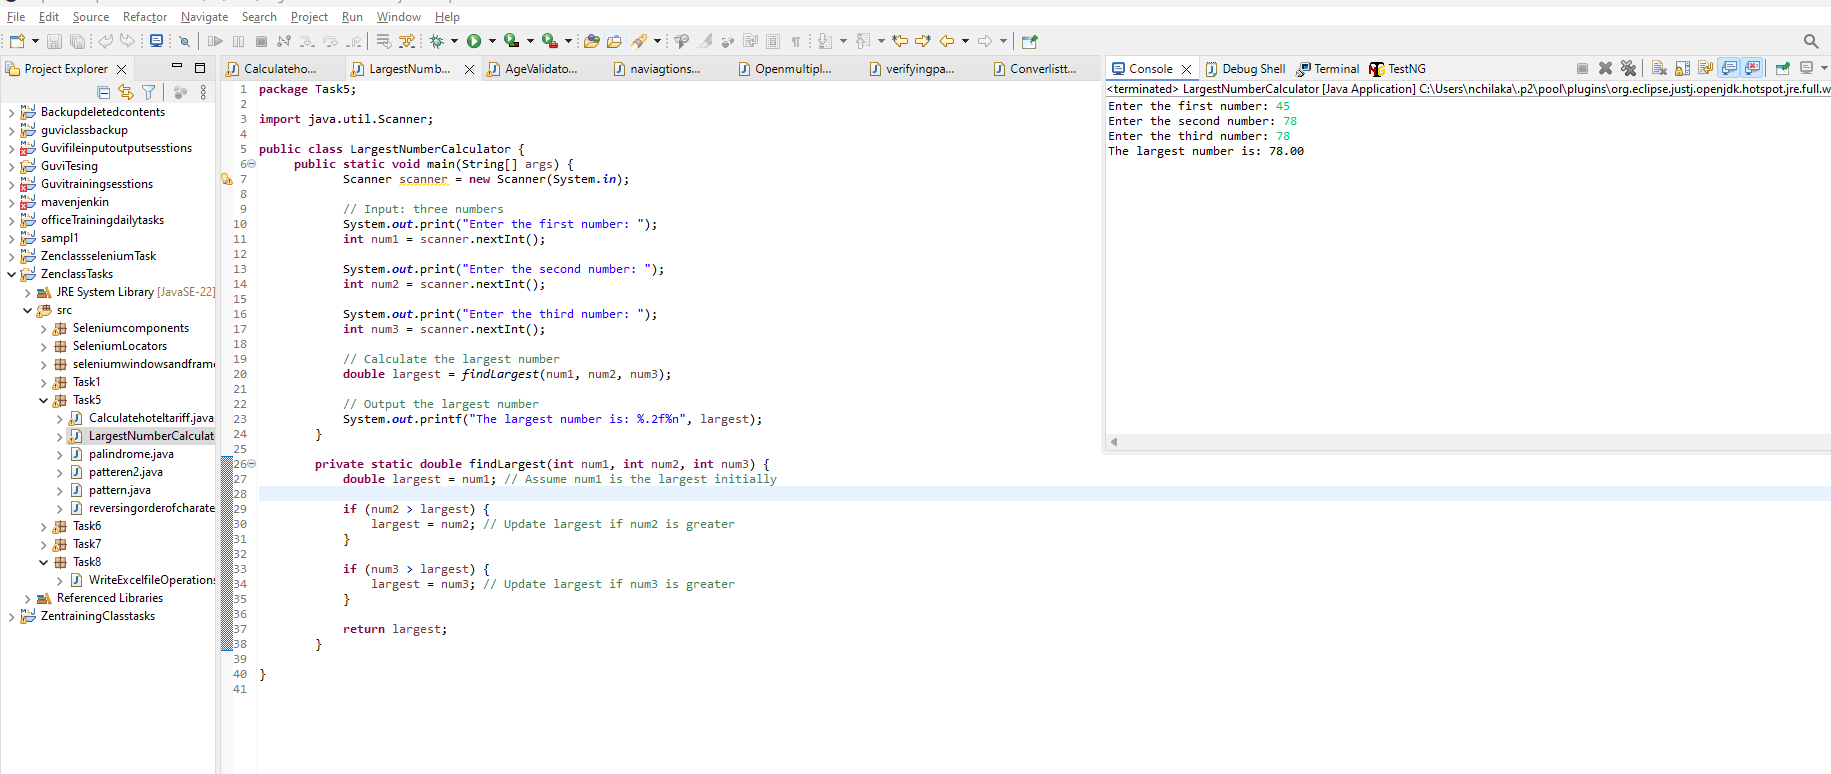 File Edit Source Refactor Navigate Search Project Run Window Help
Project Explorer
Backupdeletedcontents
guviclassbackup
Guvifileinputoutputsesstions
GuviTesing
Guvitrainingsesstions
mavenjenkin
officeTrainingdailytasks
sampl1
ZenclassseleniumTask
ZenclassTasks
JRE System Library [JavaSE-22]
src
Seleniumcomponents
SeleniumLocators
seleniumwindowsandframe
Task1
Task5
Calculatehoteltariff.java
LargestNumberCalculat
palindrome.java
patteren2.java
pattern.java
reversingorderofcharate
Task6
Task7
Task8
WriteExcelfileOperations
Referenced Libraries
ZentrainingClasstasks
Calculateho... LargestNumb... AgeValidato... naviagtions... Openmultipl... verifyingpa... Converlistt...
1 package Task5;
2
3 import java.util.Scanner;
4
5 public class LargestNumberCalculator {
6 public static void main(String[] args) {
7 Scanner scanner = new Scanner(System.in);
8
9 // Input: three numbers
10 System.out.print("Enter the first number: ");
11 int num1 = scanner.nextInt();
12
13 System.out.print("Enter the second number: ");
14 int num2 = scanner.nextInt();
15
16 System.out.print("Enter the third number: ");
17 int num3 = scanner.nextInt();
18
19 // Calculate the largest number
20 double largest = findLargest(num1, num2, num3);
21
22 // Output the largest number
23 System.out.printf("The largest number is: %.2f%n", largest);
24 }
25
26 private static double findLargest(int num1, int num2, int num3) {
27 double largest = num1; // Assume num1 is the largest initially
28
29 if (num2 > largest) {
30 largest = num2; // Update largest if num2 is greater
31 }
32
33 if (num3 > largest) {
34 largest = num3; // Update largest if num3 is greater
35 }
36
37 return largest;
38 }
39
40 }
41
Console Debug Shell Terminal TestNG
<terminated> LargestNumberCalculator [Java Application] C:\Users\nchilaka\.p2\pool\plugins\org.eclipse.justj.openjdk.hotspot.jre.full.w
Enter the first number: 45
Enter the second number: 78
Enter the third number: 78
The largest number is: 78.00